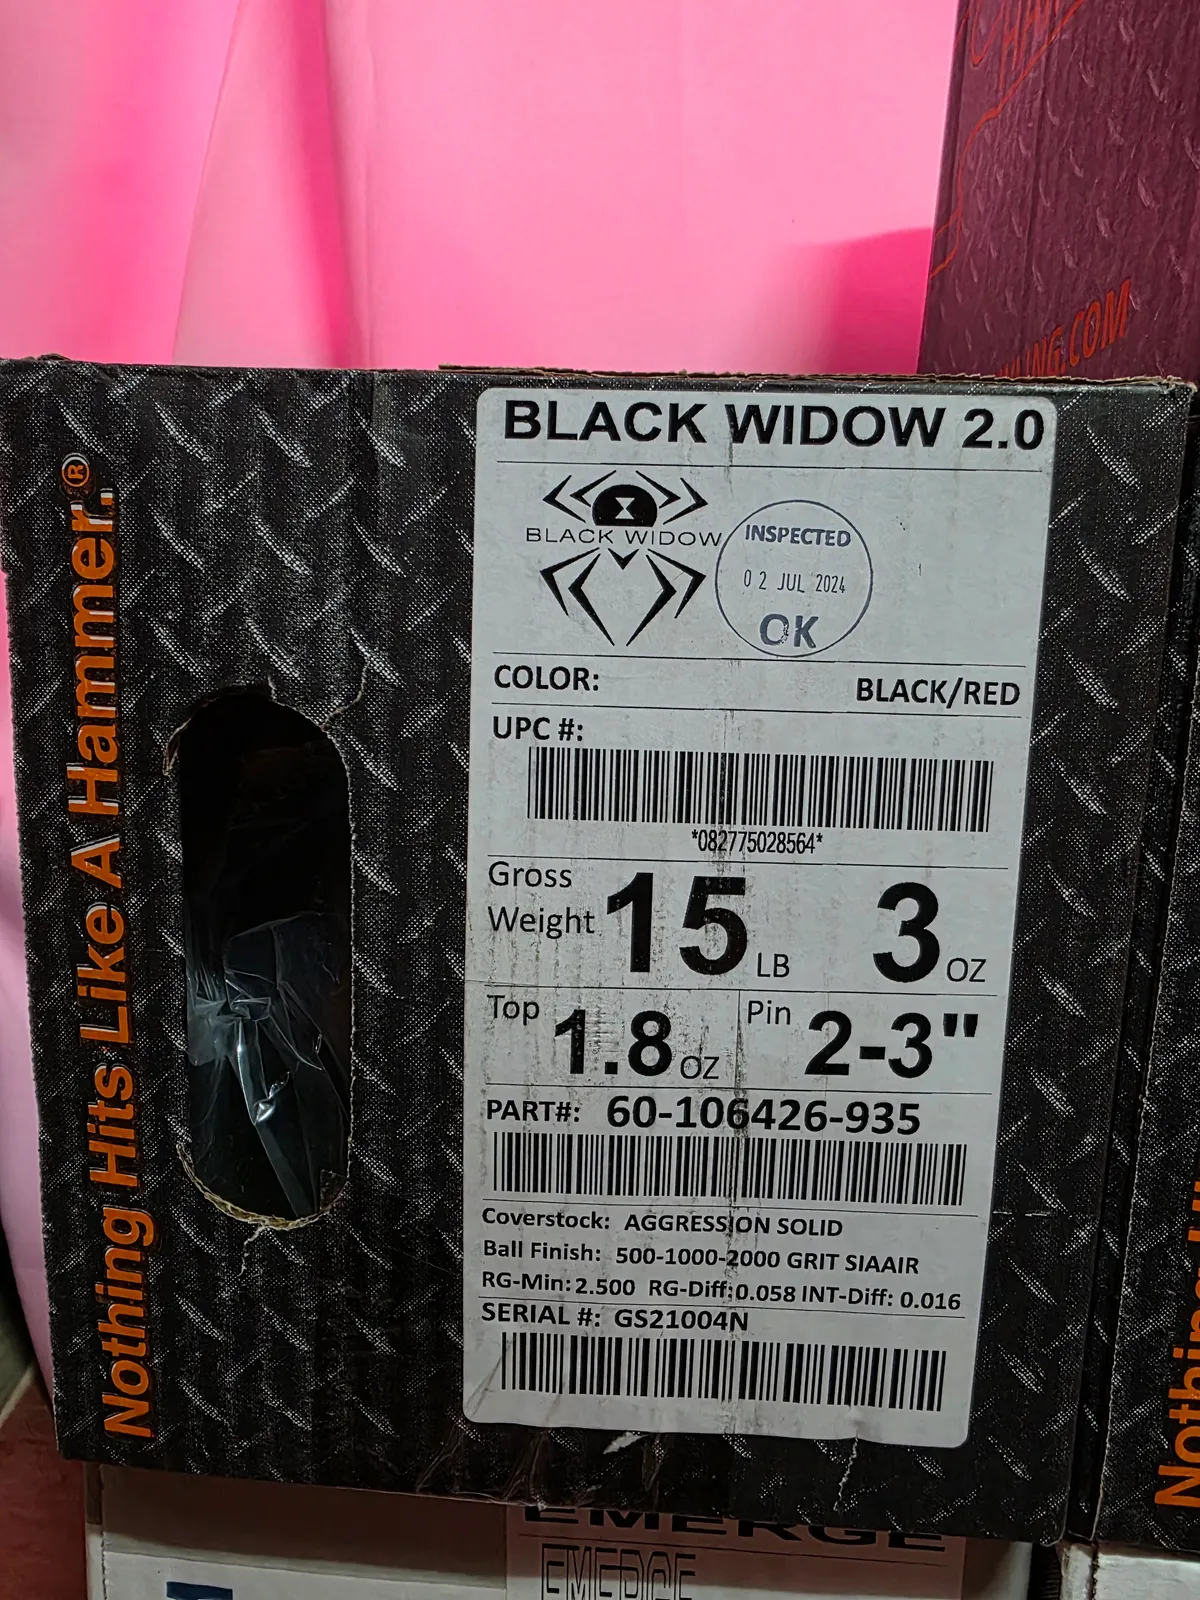 Nothing Hits Like A Hammer.®
BLACK WIDOW 2.0
BLACK WIDOW
INSPECTED
02 JUL 2024
OK
COLOR: BLACK/RED
UPC #:
*082775028564*
Gross Weight 15 LB 3 OZ
Top 1.8 OZ Pin 2-3"
PART#: 60-106426-935
Coverstock: AGGRESSION SOLID
Ball Finish: 500-1000-2000 GRIT SIAAIR
RG-Min: 2.500 RG-Diff: 0.058 INT-Diff: 0.016
SERIAL #: GS21004N
EMERGE
EMERGE
.COM